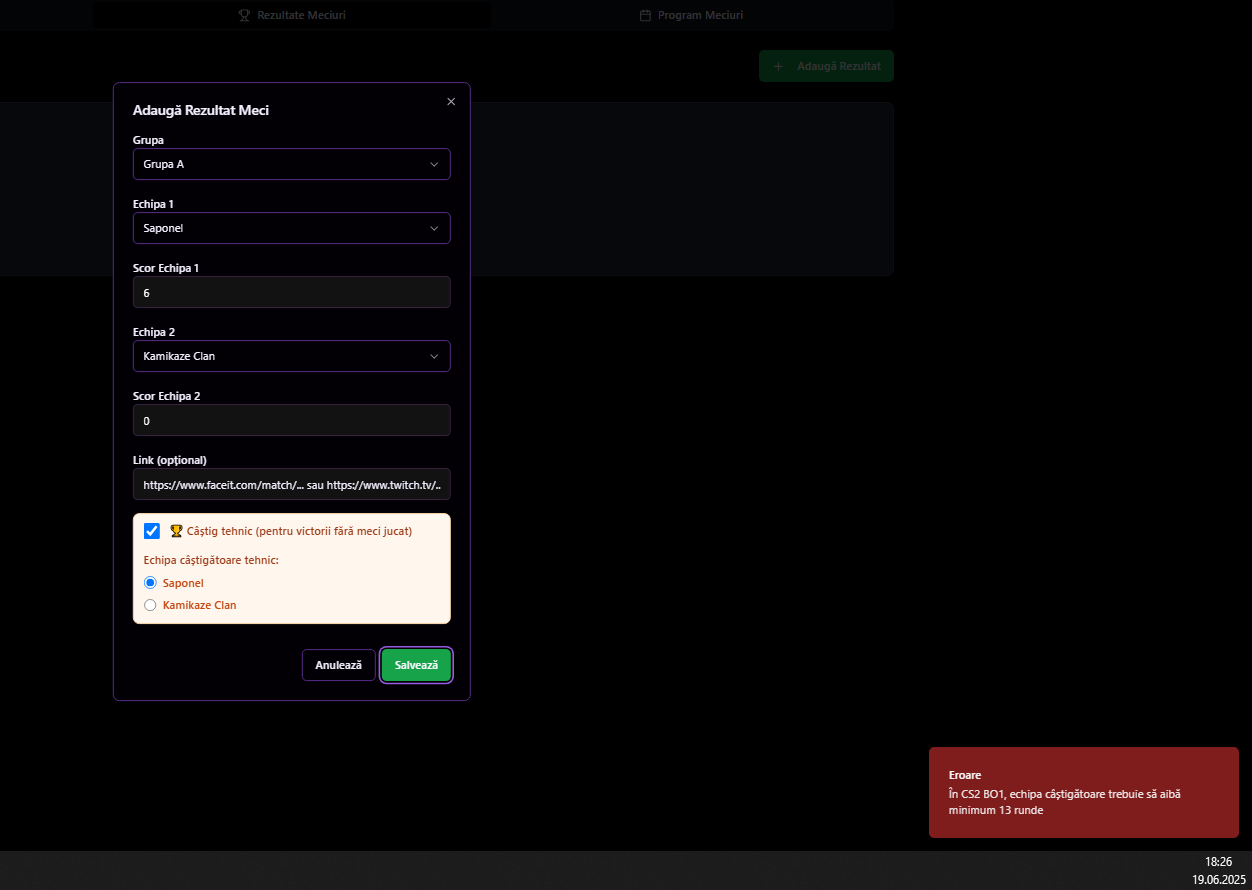 Rezultate Meciuri
Program Meciuri
Adaugă Rezultat
Adaugă Rezultat Meci
Grupa
Grupa A
Echipa 1
Saponel
Scor Echipa 1
6
Echipa 2
Kamikaze Clan
Scor Echipa 2
0
Link (opțional)
https://www.faceit.com/match/... sau https://www.twitch.tv/..
🏆 Câștig tehnic (pentru victorii fără meci jucat)
Echipa câștigătoare tehnic:
Saponel
Kamikaze Clan
Anulează
Salvează
Eroare
În CS2 BO1, echipa câștigătoare trebuie să aibă
minimum 13 runde
18:26
19.06.2025